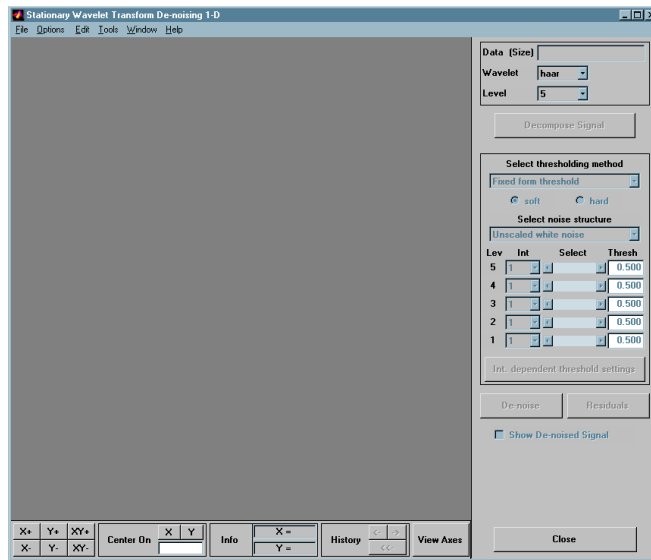 Stationary Wavelet Transform De-noising 1-D
File Options Edit Tools Window Help
Data (Size)
Wavelet haar
Level 5
Decompose Signal
Select thresholding method
Fixed form threshold
soft hard
Select noise structure
Unscaled white noise
Lev Int Select Thresh
5 1 0.500
4 1 0.500
3 1 0.500
2 1 0.500
1 1 0.500
Int. dependent threshold settings
De-noise Residuals
Show De-noised Signal
X+ Y+ XY+
X- Y- XY-
Center On X Y
Info X =
Y =
History <- ->
<<-
View Axes
Close